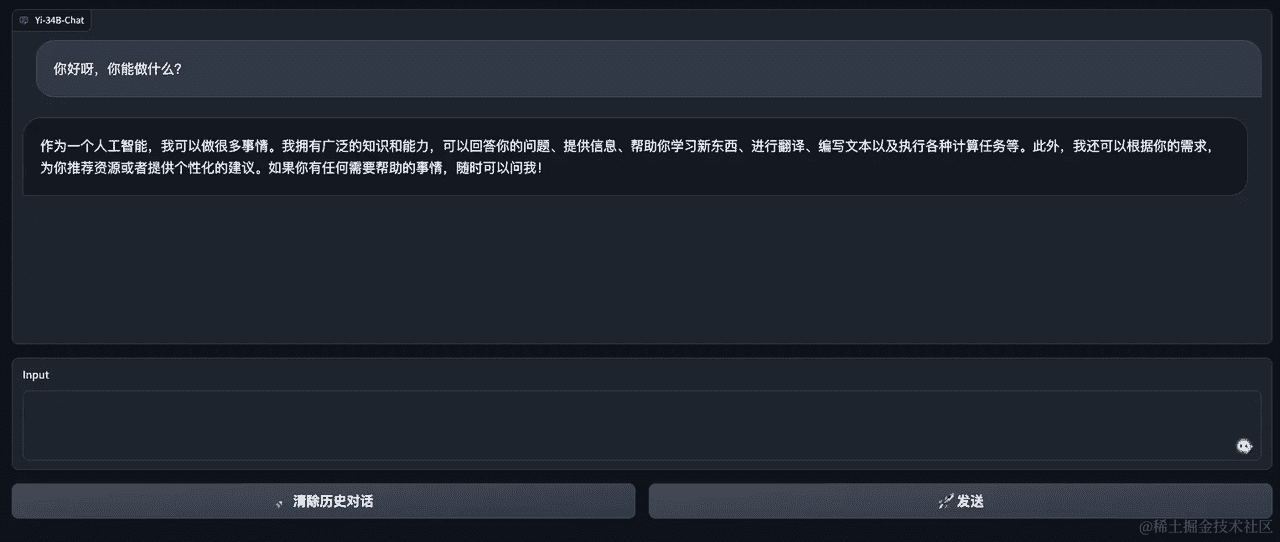 Yi-34B-Chat
你好呀，你能做什么？
作为一个人工智能，我可以做很多事情。我拥有广泛的知识和能力，可以回答你的问题、提供信息、帮助你学习新东西、进行翻译、编写文本以及执行各种计算任务等。此外，我还可以根据你的需求，
为你推荐资源或者提供个性化的建议。如果你有任何需要帮助的事情，随时可以问我！
Input
清除历史对话
发送
@稀土掘金技术社区